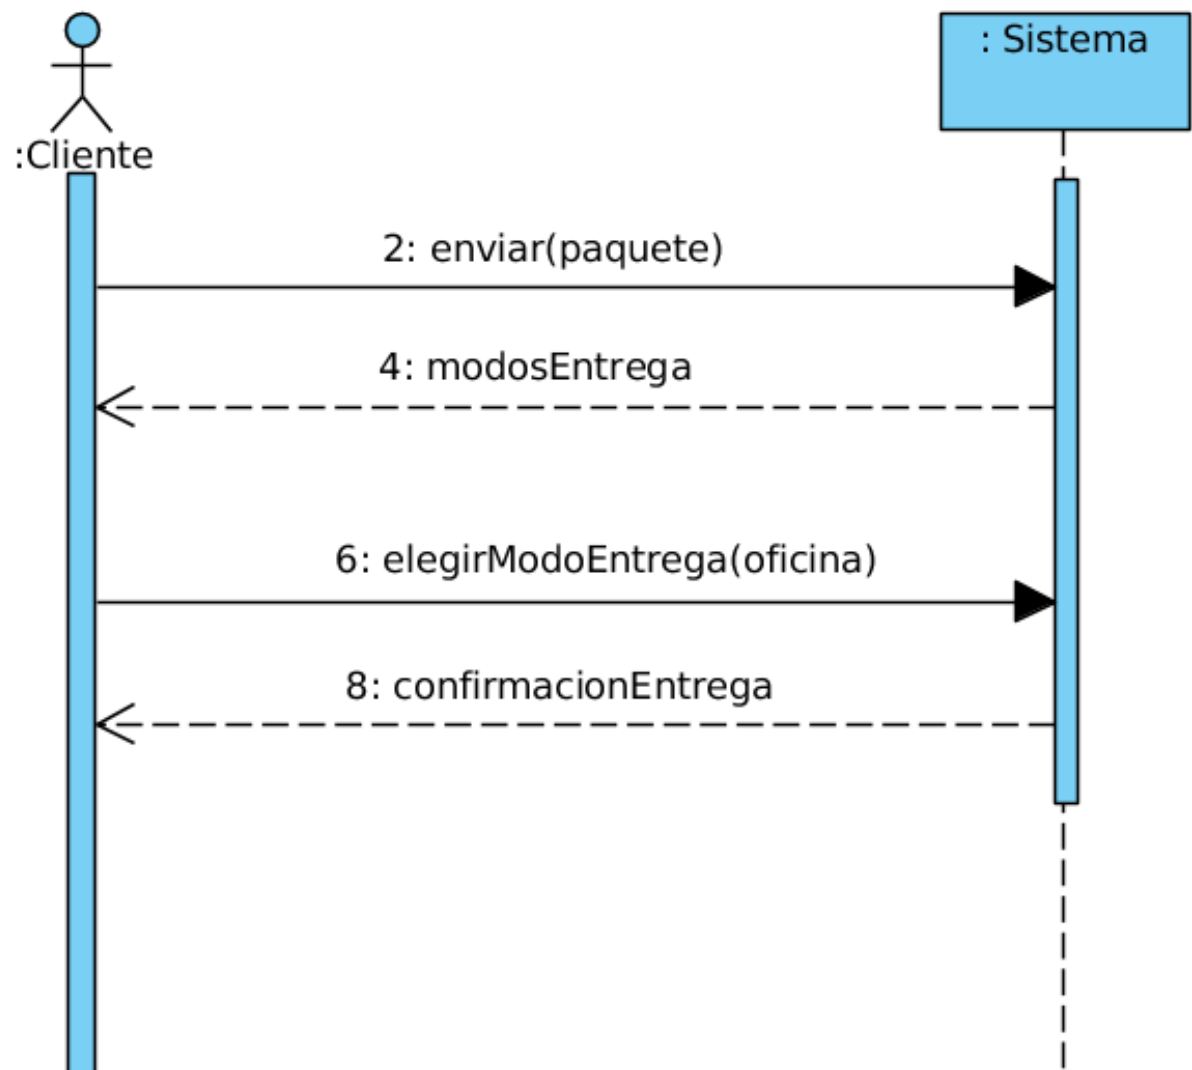 : Sistema
:Cliente
2: enviar(paquete)
4: modosEntrega
6: elegirModoEntrega(oficina)
8: confirmacionEntrega